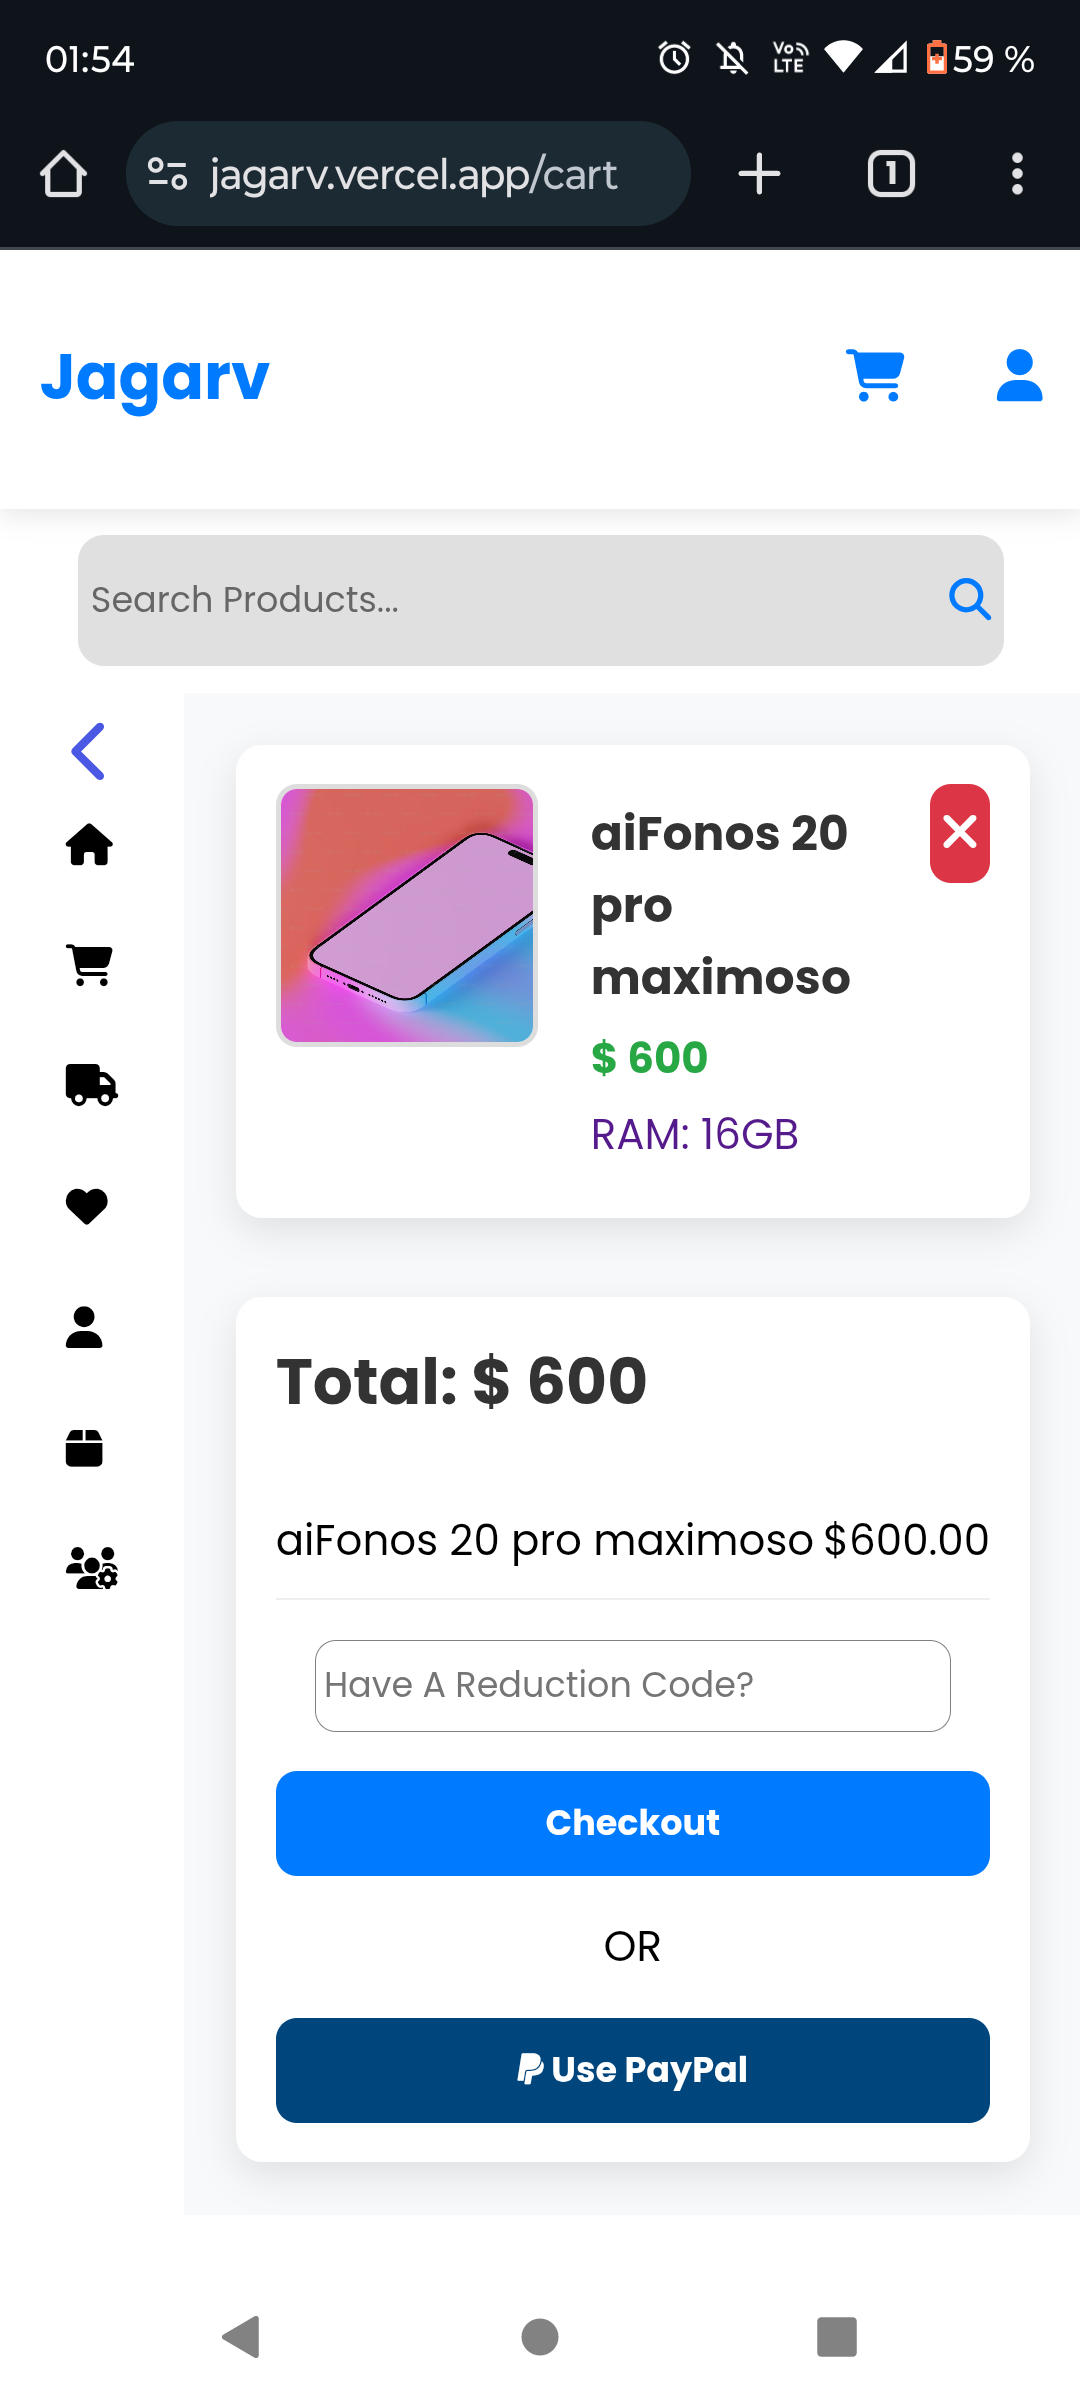 01:54
Vo LTE
59 %
jagarv.vercel.app/cart
1
Jagarv
Search Products...
aiFonos 20
pro
maximoso
$ 600
RAM: 16GB
Total: $ 600
aiFonos 20 pro maximoso $600.00
Have A Reduction Code?
Checkout
OR
Use PayPal